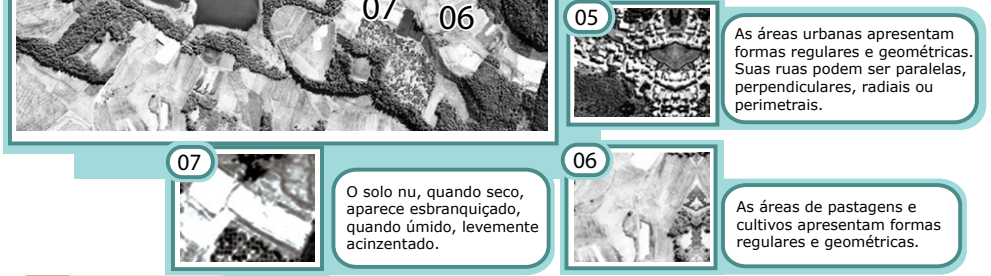 07
06
05
As áreas urbanas apresentam
formas regulares e geométricas.
Suas ruas podem ser paralelas,
perpendiculares, radiais ou
perimetrais.
07
O solo nu, quando seco,
aparece esbranquiçado,
quando úmido, levemente
acinzentado.
06
As áreas de pastagens e
cultivos apresentam formas
regulares e geométricas.